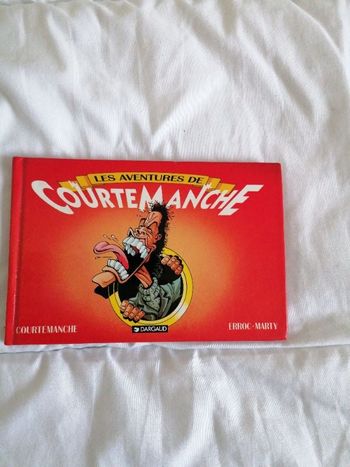 LES AVENTURES DE
COURTEMANCHE
COURTEMANCHE
DARGAUD
ERROC - MARTY